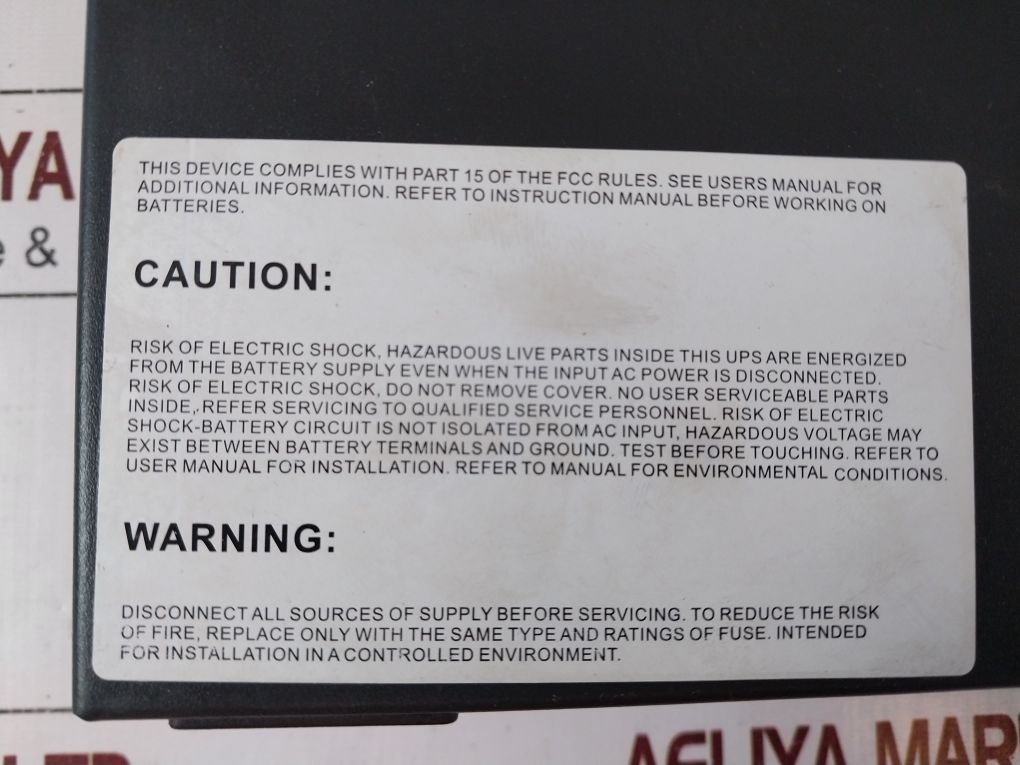 THIS DEVICE COMPLIES WITH PART 15 OF THE FCC RULES. SEE USERS MANUAL FOR
ADDITIONAL INFORMATION. REFER TO INSTRUCTION MANUAL BEFORE WORKING ON
BATTERIES.
CAUTION:
RISK OF ELECTRIC SHOCK, HAZARDOUS LIVE PARTS INSIDE THIS UPS ARE ENERGIZED
FROM THE BATTERY SUPPLY EVEN WHEN THE INPUT AC POWER IS DISCONNECTED.
RISK OF ELECTRIC SHOCK, DO NOT REMOVE COVER. NO USER SERVICEABLE PARTS
INSIDE, REFER SERVICING TO QUALIFIED SERVICE PERSONNEL. RISK OF ELECTRIC
SHOCK-BATTERY CIRCUIT IS NOT ISOLATED FROM AC INPUT, HAZARDOUS VOLTAGE MAY
EXIST BETWEEN BATTERY TERMINALS AND GROUND. TEST BEFORE TOUCHING. REFER TO
USER MANUAL FOR INSTALLATION. REFER TO MANUAL FOR ENVIRONMENTAL CONDITIONS.
WARNING:
DISCONNECT ALL SOURCES OF SUPPLY BEFORE SERVICING. TO REDUCE THE RISK
OF FIRE, REPLACE ONLY WITH THE SAME TYPE AND RATINGS OF FUSE. INTENDED
FOR INSTALLATION IN A CONTROLLED ENVIRONMENT.
YA
&